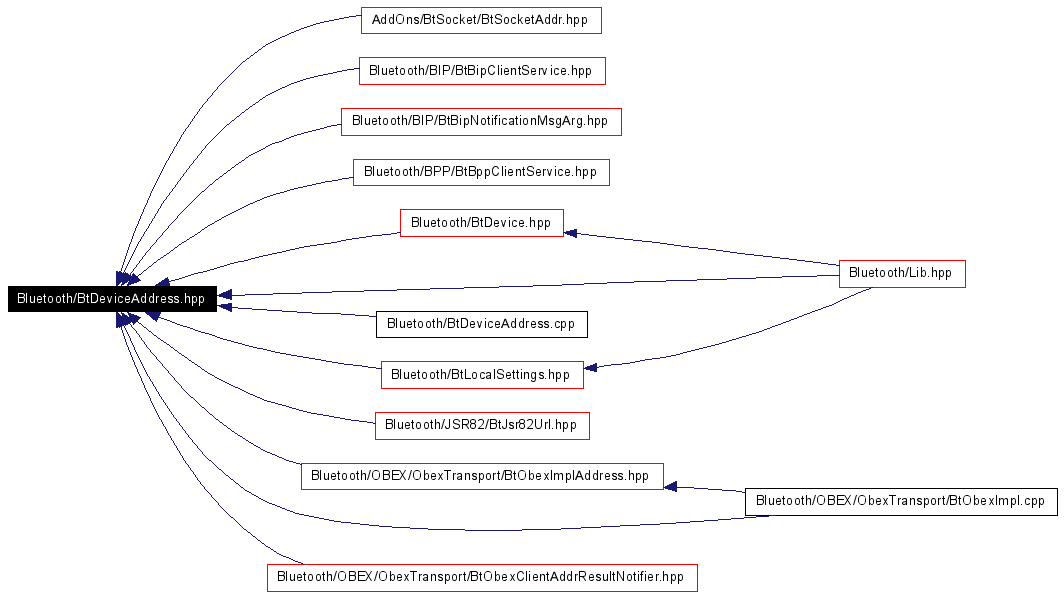 AddOns/BtSocket/BtSocketAddr.hpp
Bluetooth/BIP/BtBipClientService.hpp
Bluetooth/BIP/BtBipNotificationMsgArg.hpp
Bluetooth/BPP/BtBppClientService.hpp
Bluetooth/BtDevice.hpp
Bluetooth/Lib.hpp
Bluetooth/BtDeviceAddress.hpp
Bluetooth/BtDeviceAddress.cpp
Bluetooth/BtLocalSettings.hpp
Bluetooth/JSR82/BtJsr82Url.hpp
Bluetooth/OBEX/ObexTransport/BtObexImplAddress.hpp
Bluetooth/OBEX/ObexTransport/BtObexImpl.cpp
Bluetooth/OBEX/ObexTransport/BtObexClientAddrResultNotifier.hpp